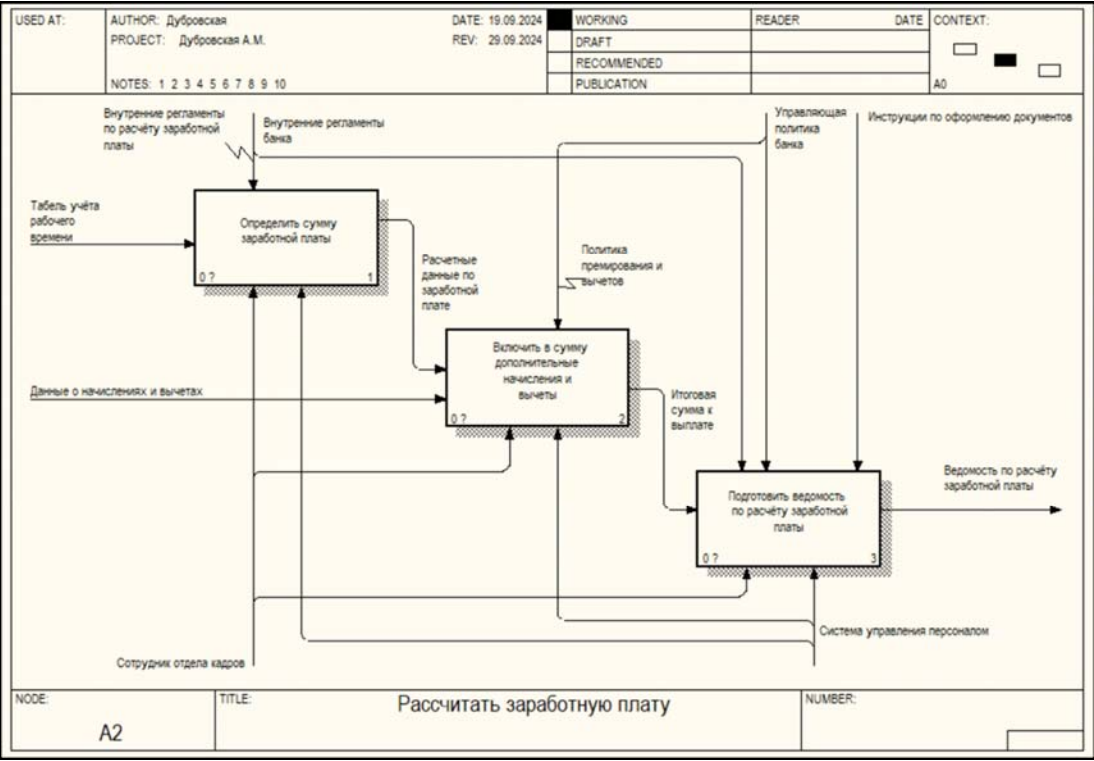 USED AT:
AUTHOR: Дубровская
DATE: 19.09.2024
PROJECT: Дубровская А.М.
REV: 29.09.2024
NOTES: 1 2 3 4 5 6 7 8 9 10
WORKING
DRAFT
RECOMMENDED
PUBLICATION
READER
DATE
CONTEXT:
A0
Внутренние регламенты
по расчёту заработной
платы
Внутренние регламенты
банка
Управляющая
политика
банка
Инструкции по оформлению документов
Табель учёта
рабочего
времени
Определить сумму
заработной платы
0 ?
1
Расчетные
данные по
заработной
плате
Политика
премирования и
вычетов
Включить в сумму
дополнительные
начисления и
вычеты
0 ?
2
Данные о начислениях и вычетах
Итоговая
сумма к
выплате
Подготовить ведомость
по расчёту заработной
платы
0 ?
3
Ведомость по расчёту
заработной платы
Система управления персоналом
Сотрудник отдела кадров
NODE:
A2
TITLE:
Рассчитать заработную плату
NUMBER: